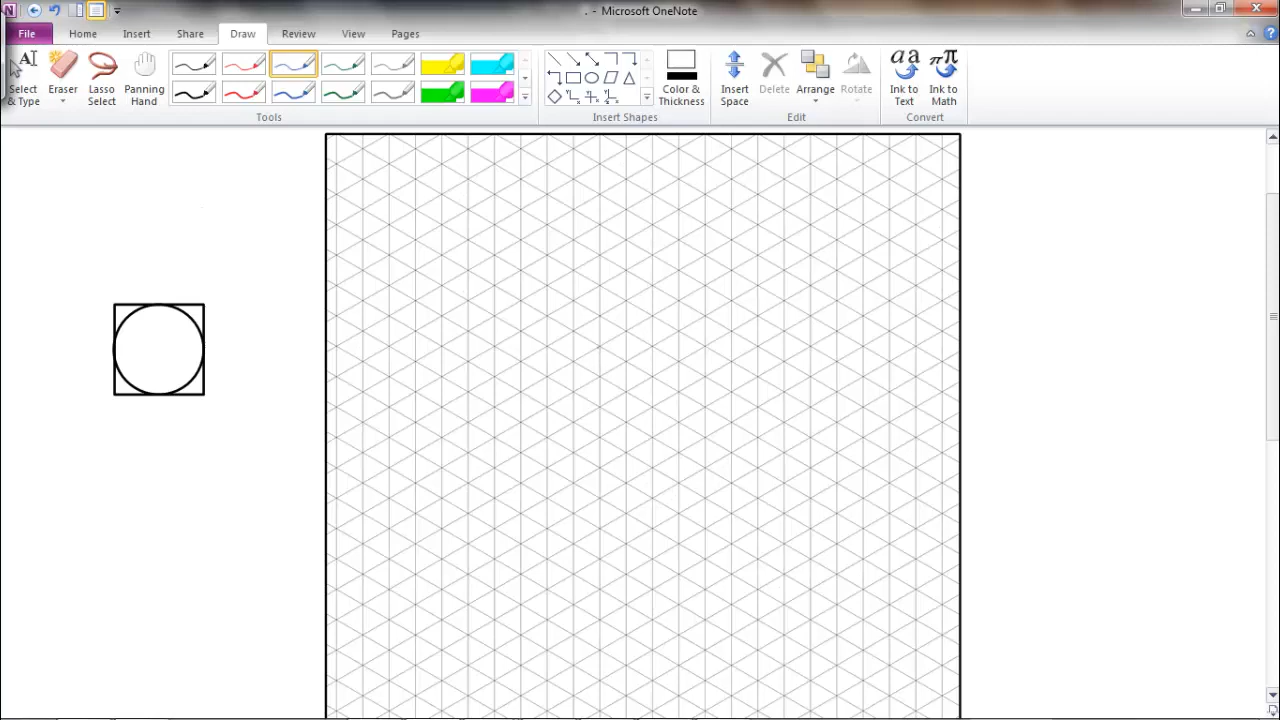 . - Microsoft OneNote
File Home Insert Share Draw Review View Pages
Select & Type
Eraser
Lasso Select
Panning Hand
Color & Thickness
Insert Space
Delete
Arrange
Rotate
Ink to Text
Ink to Math
Tools
Insert Shapes
Edit
Convert